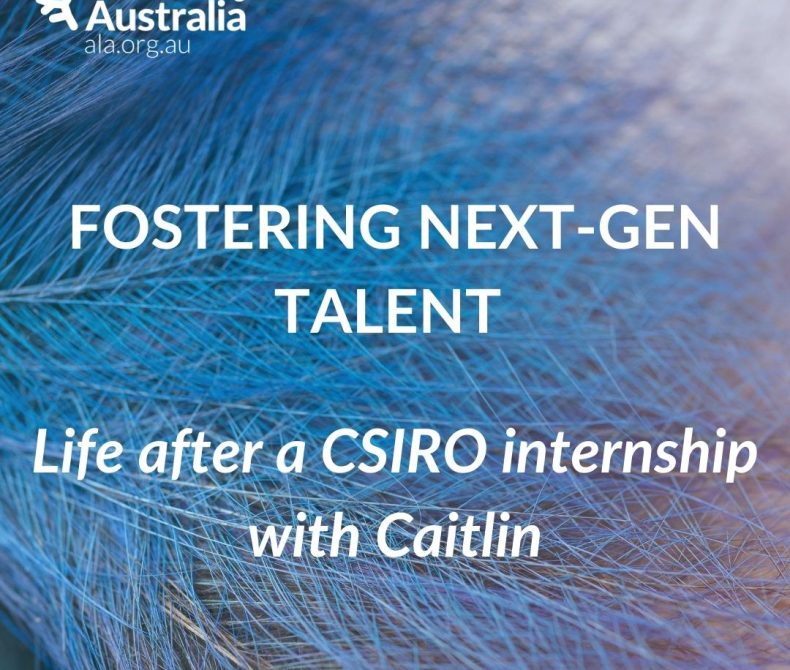 Australia
ala.org.au
FOSTERING NEXT-GEN
TALENT
Life after a CSIRO internship
with Caitlin